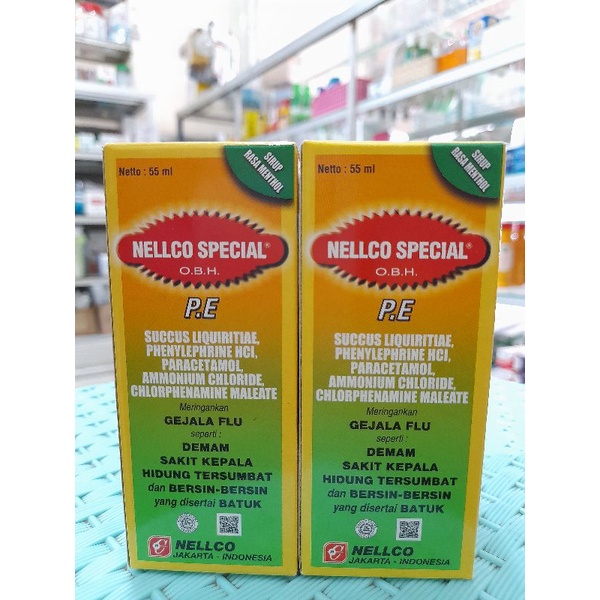 Netto : 55 ml
SIRUP
RASA MENTHOL
NELLCO SPECIAL®
O.B.H.
P.E
SUCCUS LIQUIRITIAE,
PHENYLEPHRINE HCl,
PARACETAMOL,
AMMONIUM CHLORIDE,
CHLORPHENAMINE MALEATE
Meringankan
GEJALA FLU
seperti :
DEMAM
SAKIT KEPALA
HIDUNG TERSUMBAT
dan BERSIN-BERSIN
yang disertai BATUK
NELLCO
JAKARTA - INDONESIA
Netto : 55 ml
SIRUP
RASA MENTHOL
NELLCO SPECIAL®
O.B.H.
P.E
SUCCUS LIQUIRITIAE,
PHENYLEPHRINE HCl,
PARACETAMOL,
AMMONIUM CHLORIDE,
CHLORPHENAMINE MALEATE
Meringankan
GEJALA FLU
seperti :
DEMAM
SAKIT KEPALA
HIDUNG TERSUMBAT
dan BERSIN-BERSIN
yang disertai BATUK
NELLCO
JAKARTA - INDONESIA